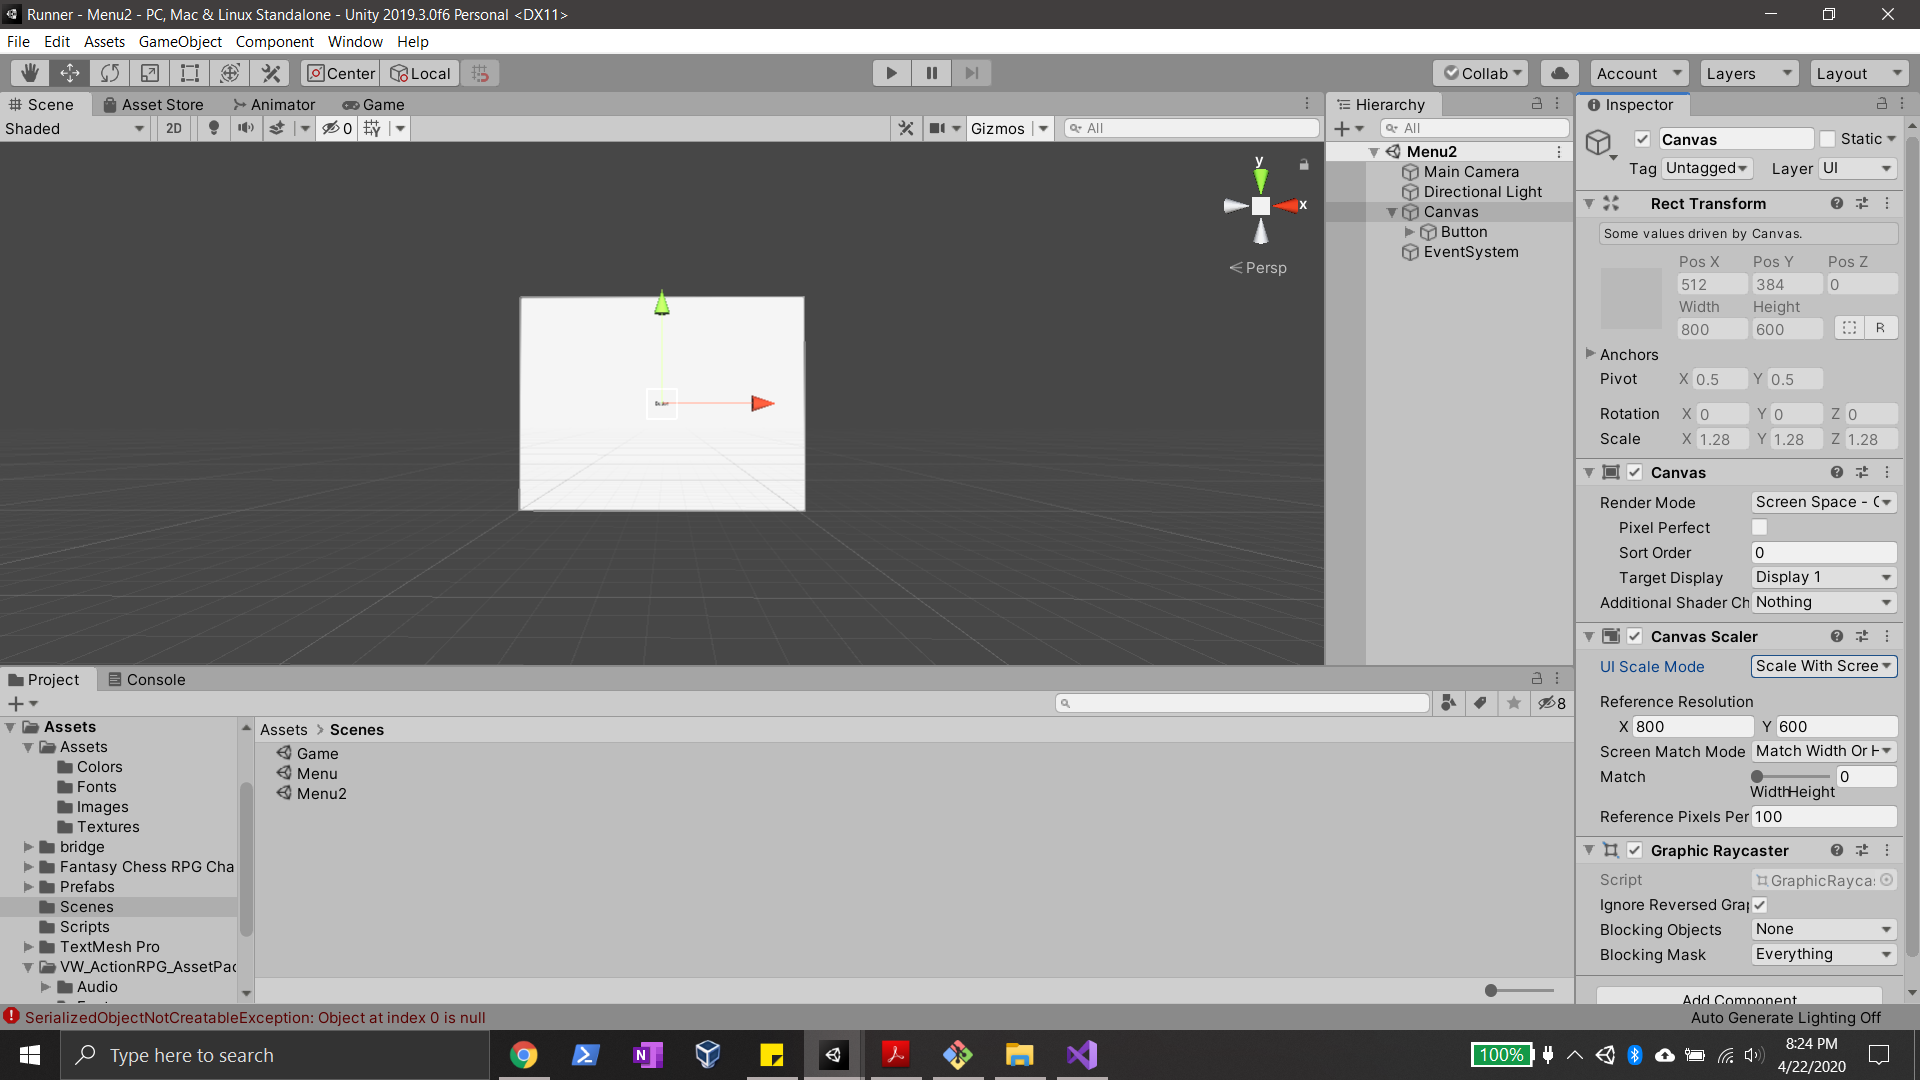 Runner - Menu2 - PC, Mac & Linux Standalone - Unity 2019.3.0f6 Personal <DX11>
File Edit Assets GameObject Component Window Help
Center Local Collab Account Layers Layout
Scene Asset Store Animator Game
Shaded 2D 0 Gizmos All
y
x
Persp
Hierarchy
All
Menu2
Main Camera
Directional Light
Canvas
Button
EventSystem
Inspector
Canvas Static
Tag Untagged Layer UI
Rect Transform
Some values driven by Canvas.
Pos X Pos Y Pos Z
512 384 0
Width Height
800 600 R
Anchors
Pivot X 0.5 Y 0.5
Rotation X 0 Y 0 Z 0
Scale X 1.28 Y 1.28 Z 1.28
Canvas
Render Mode Screen Space - 
Pixel Perfect
Sort Order 0
Target Display Display 1
Additional Shader Ch Nothing
Canvas Scaler
UI Scale Mode Scale With Scree
Reference Resolution
X 800 Y 600
Screen Match Mode Match Width Or H
Match 0
Width Height
Reference Pixels Per 100
Graphic Raycaster
Script GraphicRayca
Ignore Reversed Gra
Blocking Objects None
Blocking Mask Everything
Add Component
Project Console
8
Assets
Assets
Colors
Fonts
Images
Textures
bridge
Fantasy Chess RPG Cha
Prefabs
Scenes
Scripts
TextMesh Pro
VW_ActionRPG_AssetPac
Audio
Assets > Scenes
Game
Menu
Menu2
SerializedObjectNotCreatableException: Object at index 0 is null
Auto Generate Lighting Off
Type here to search
100%
8:24 PM
4/22/2020